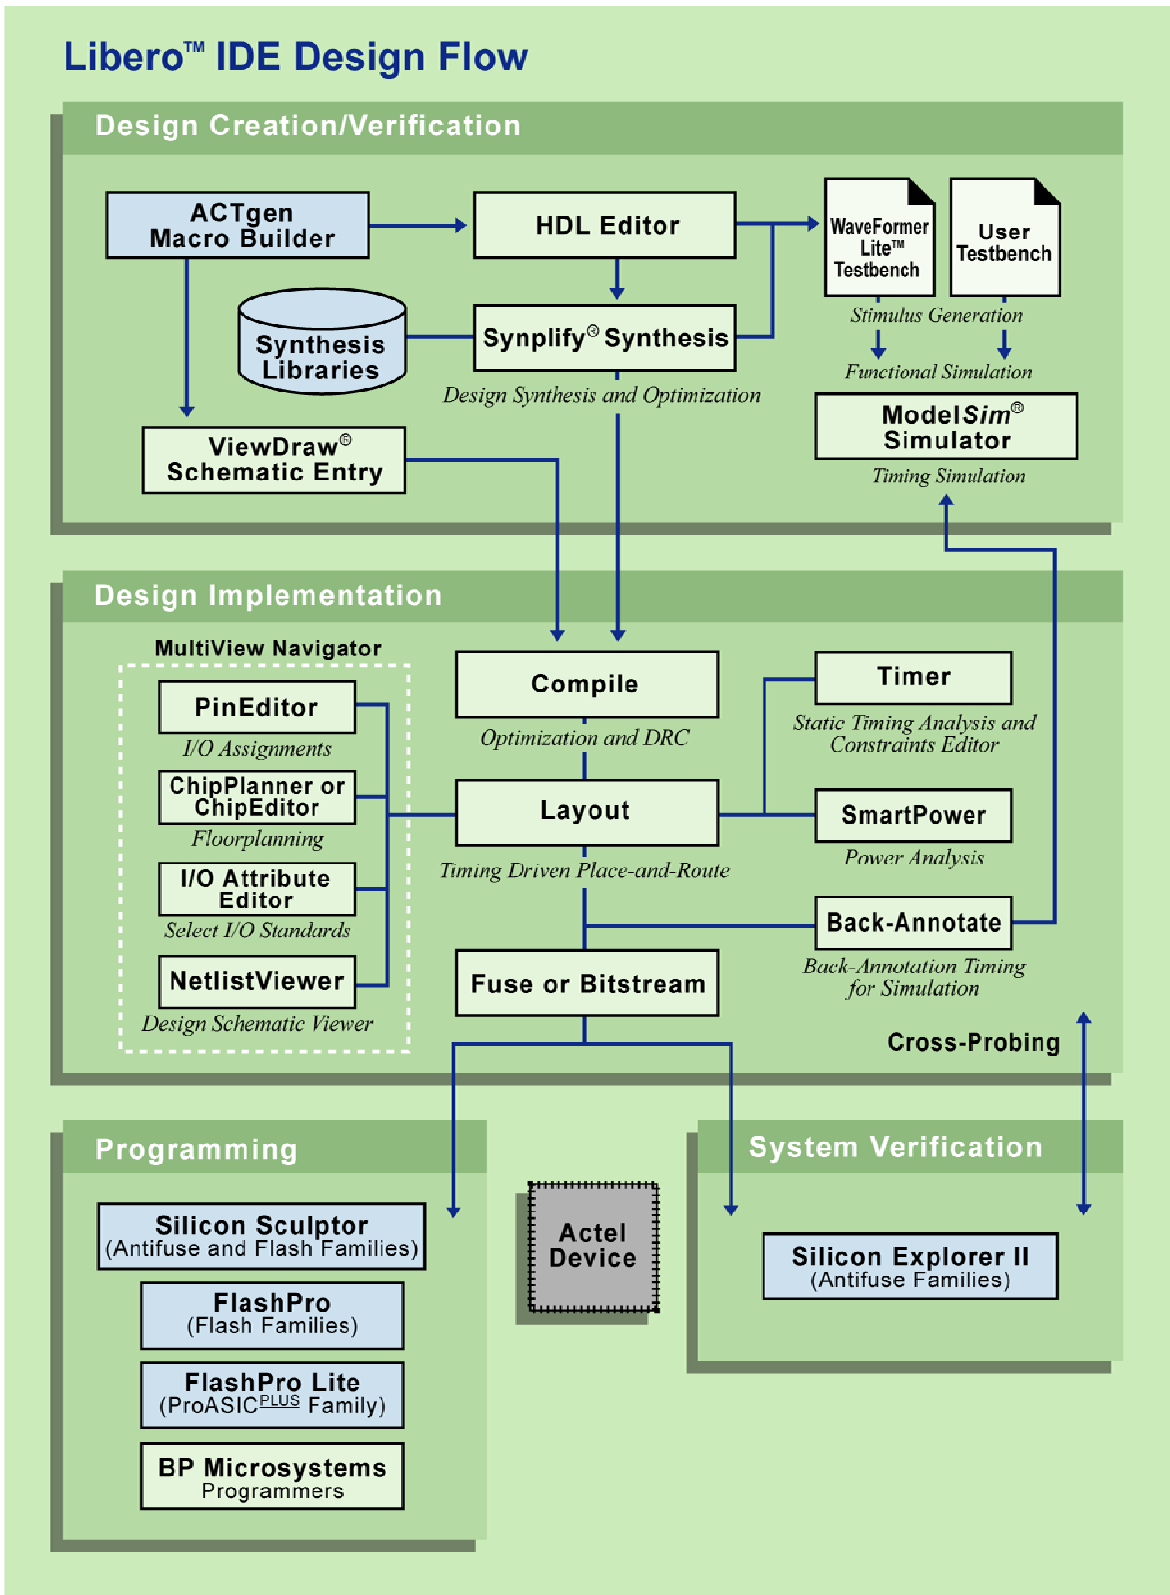 Libero™ IDE Design Flow
Design Creation/Verification
ACTgen
Macro Builder
HDL Editor
WaveFormer
Lite™
Testbench
User
Testbench
Stimulus Generation
Synthesis
Libraries
Synplify® Synthesis
Design Synthesis and Optimization
Functional Simulation
ModelSim®
Simulator
Timing Simulation
ViewDraw®
Schematic Entry
Design Implementation
MultiView Navigator
PinEditor
I/O Assignments
ChipPlanner or
ChipEditor
Floorplanning
I/O Attribute
Editor
Select I/O Standards
NetlistViewer
Design Schematic Viewer
Compile
Optimization and DRC
Layout
Timing Driven Place-and-Route
Fuse or Bitstream
Timer
Static Timing Analysis and
Constraints Editor
SmartPower
Power Analysis
Back-Annotate
Back-Annotation Timing
for Simulation
Cross-Probing
Programming
Silicon Sculptor
(Antifuse and Flash Families)
FlashPro
(Flash Families)
FlashPro Lite
(ProASICPLUS Family)
BP Microsystems
Programmers
Actel
Device
System Verification
Silicon Explorer II
(Antifuse Families)